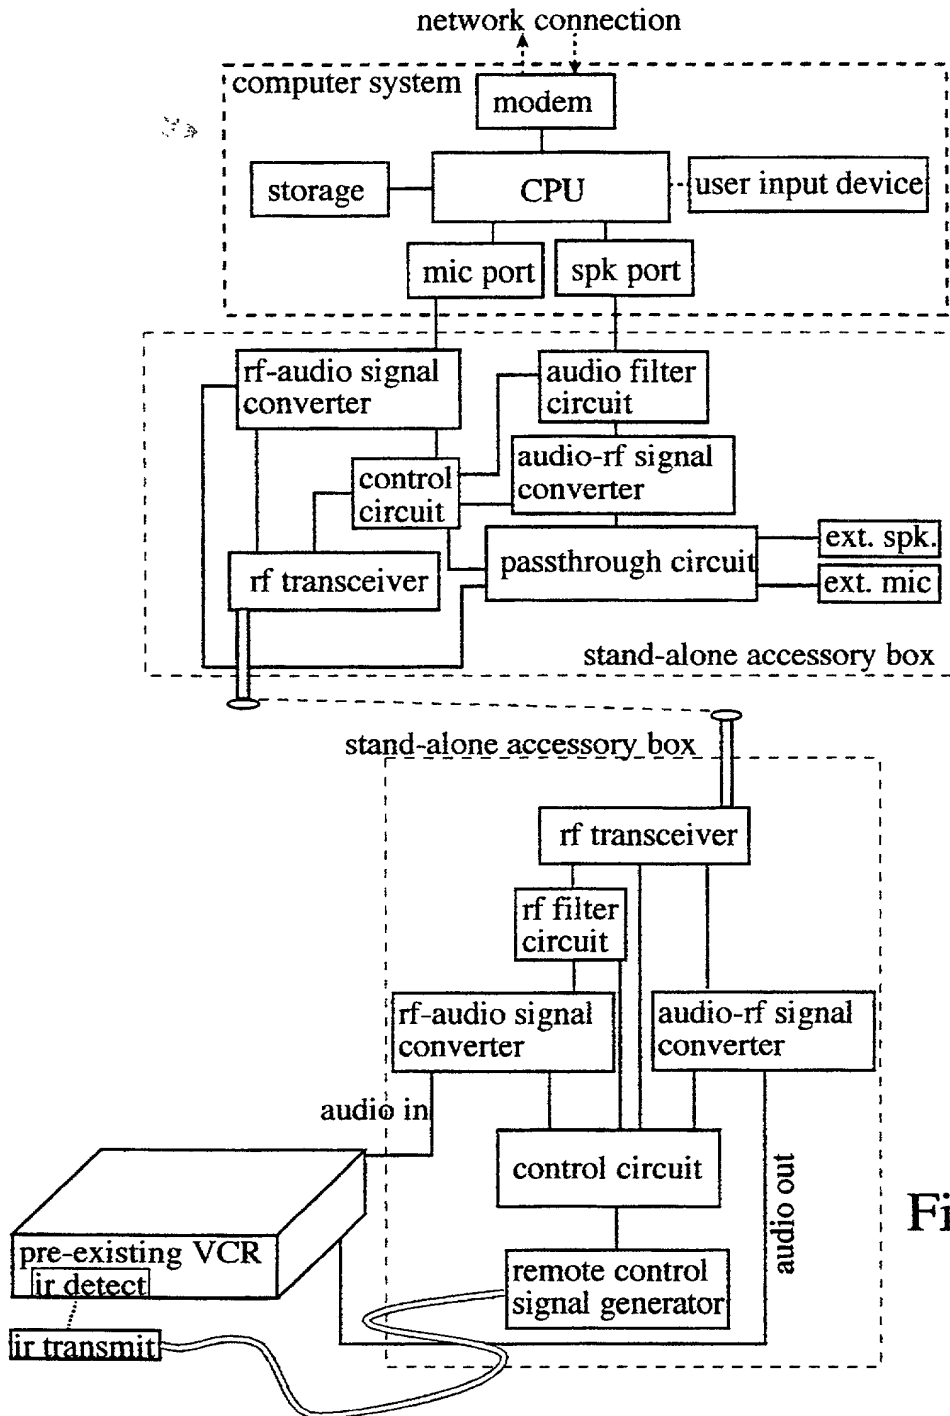 network connection
computer system
modem
storage
CPU
user input device
mic port
spk port
rf-audio signal
converter
audio filter
circuit
control
circuit
audio-rf signal
converter
rf transceiver
passthrough circuit
ext. spk.
ext. mic
stand-alone accessory box
stand-alone accessory box
rf transceiver
rf filter
circuit
rf-audio signal
converter
audio-rf signal
converter
audio in
control circuit
audio out
Fi
pre-existing VCR
ir detect
remote control
signal generator
ir transmit